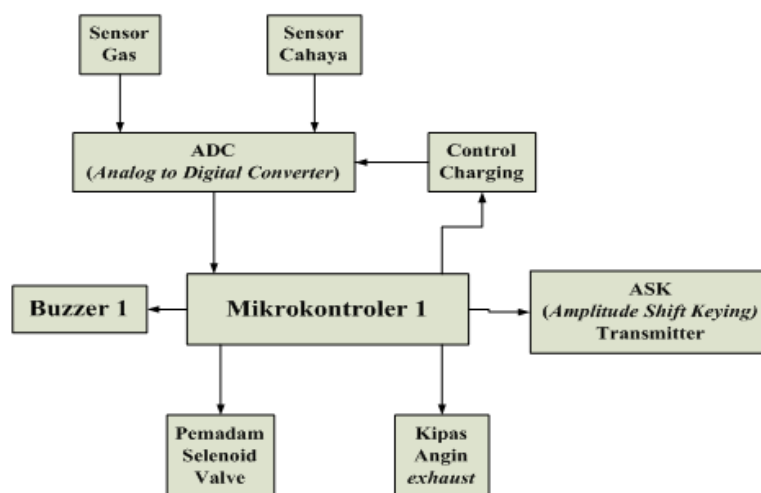 Sensor
Gas
Sensor
Cahaya
ADC
(Analog to Digital Converter)
Control
Charging
Buzzer 1
Mikrokontroler 1
ASK
(Amplitude Shift Keying)
Transmitter
Pemadam
Selenoid
Valve
Kipas
Angin
exhaust